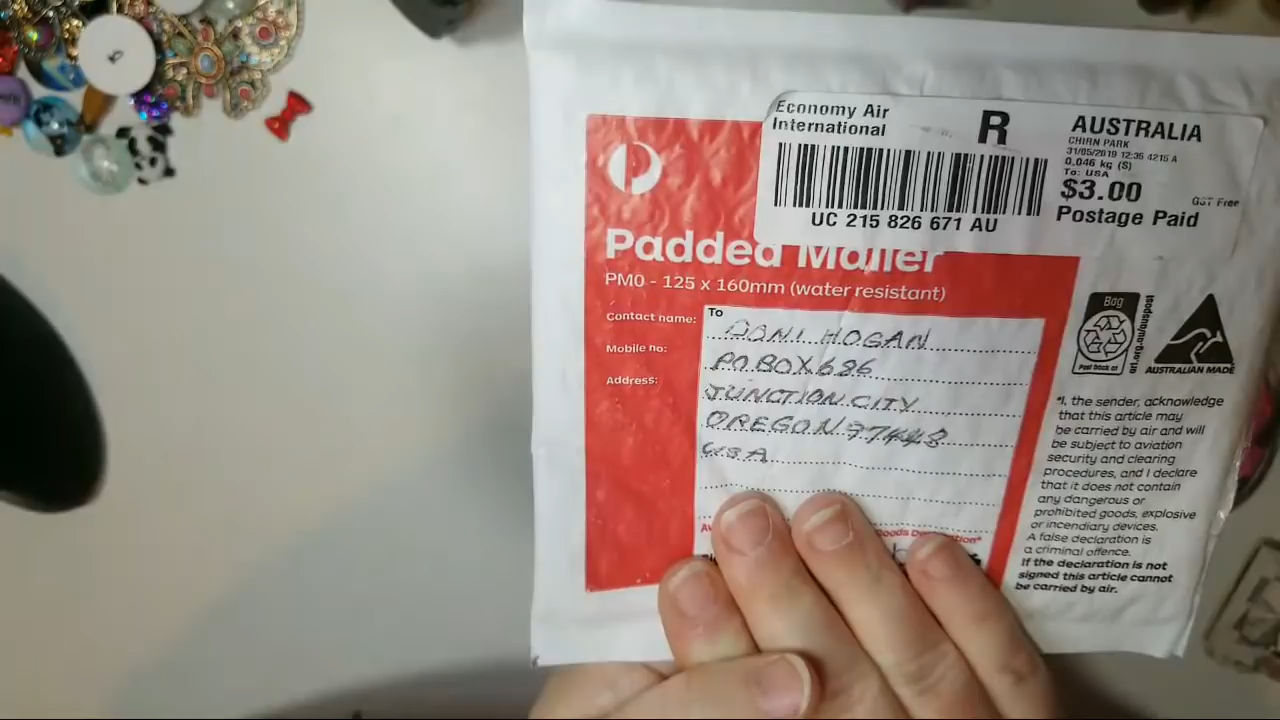 Economy Air
International
R
AUSTRALIA
CHIRN PARK
31/05/2019 12:35 4215 A
0.046 kg (S)
To: USA
$3.00
GST Free
Postage Paid
UC 215 826 671 AU
Padded Mailer
PM0 - 125 x 160mm (water resistant)
Contact name:
Mobile no:
Address:
To
DONI HOGAN
PO BOX 686
JUNCTION CITY
OREGON 97448
USA
Bag
Post back at
AUSTRALIAN MADE
"I, the sender, acknowledge
that this article may
be carried by air and will
be subject to aviation
security and clearing
procedures, and I declare
that it does not contain
any dangerous or
prohibited goods, explosive
or incendiary devices.
A false declaration is
a criminal offence.
If the declaration is not
signed this article cannot
be carried by air.